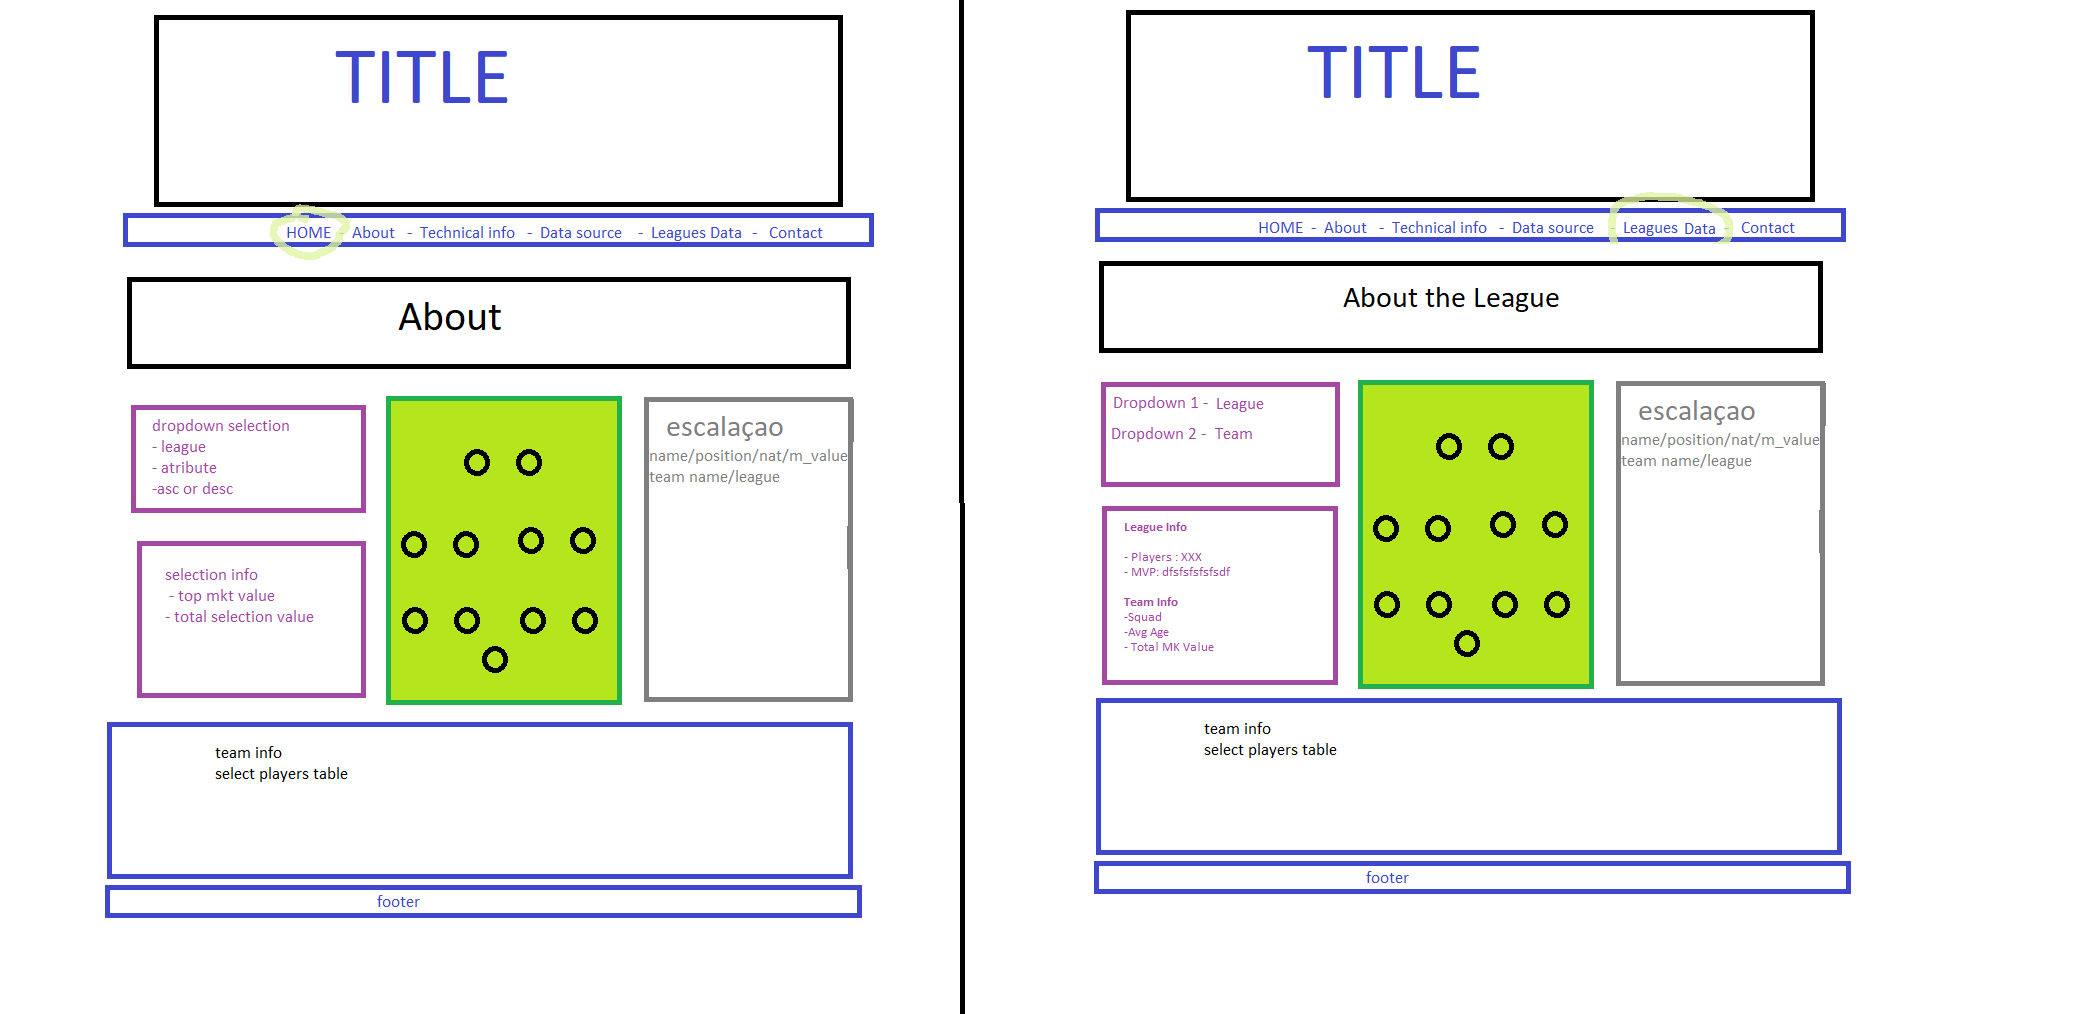 TITLE
HOME - About - Technical info - Data source - Leagues Data - Contact
About
dropdown selection
- league
- atribute
-asc or desc
selection info
- top mkt value
- total selection value
escalaçao
name/position/nat/m_value
team name/league
team info
select players table
footer
TITLE
HOME - About - Technical info - Data source - Leagues Data - Contact
About the League
Dropdown 1 - League
Dropdown 2 - Team
League Info
- Players : XXX
- MVP: dfsfsfsfsfsdf
Team Info
-Squad
-Avg Age
- Total MK Value
escalaçao
name/position/nat/m_value
team name/league
team info
select players table
footer